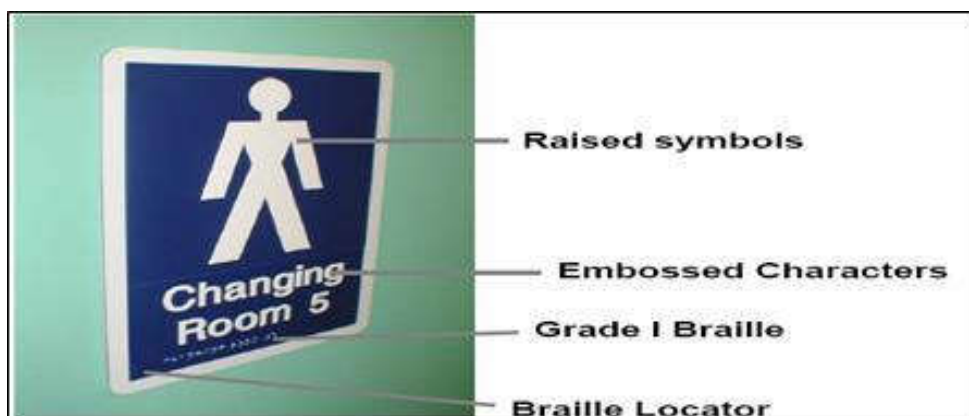 Raised symbols
Changing
Room 5
Embossed Characters
Grade I Braille
Braille Locator